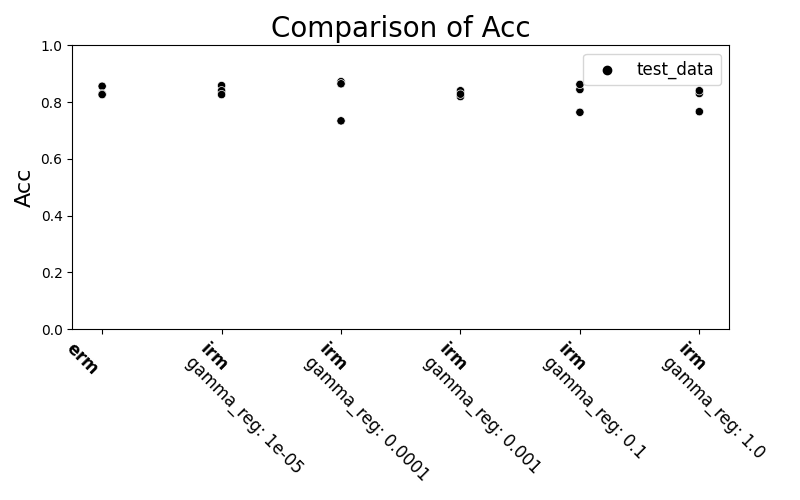 Comparison of Acc
test_data
Acc
1.0
0.8
0.6
0.4
0.2
0.0
erm
irm
gamma_reg: 1e-05
irm
gamma_reg: 0.0001
irm
gamma_reg: 0.001
irm
gamma_reg: 0.1
irm
gamma_reg: 1.0